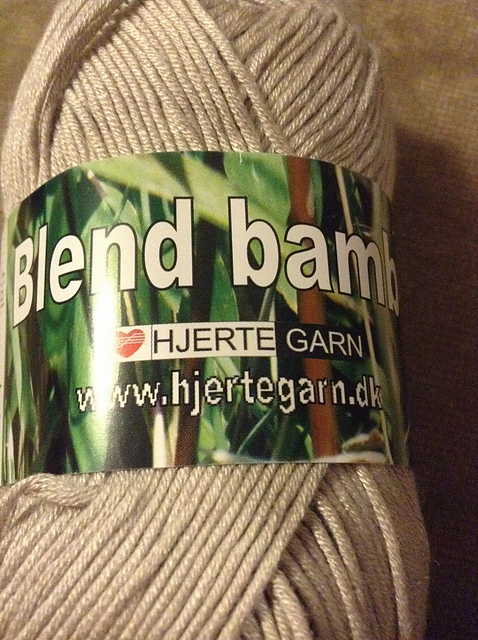 Blend bamb
HJERTE GARN
www.hjertegarn.dk